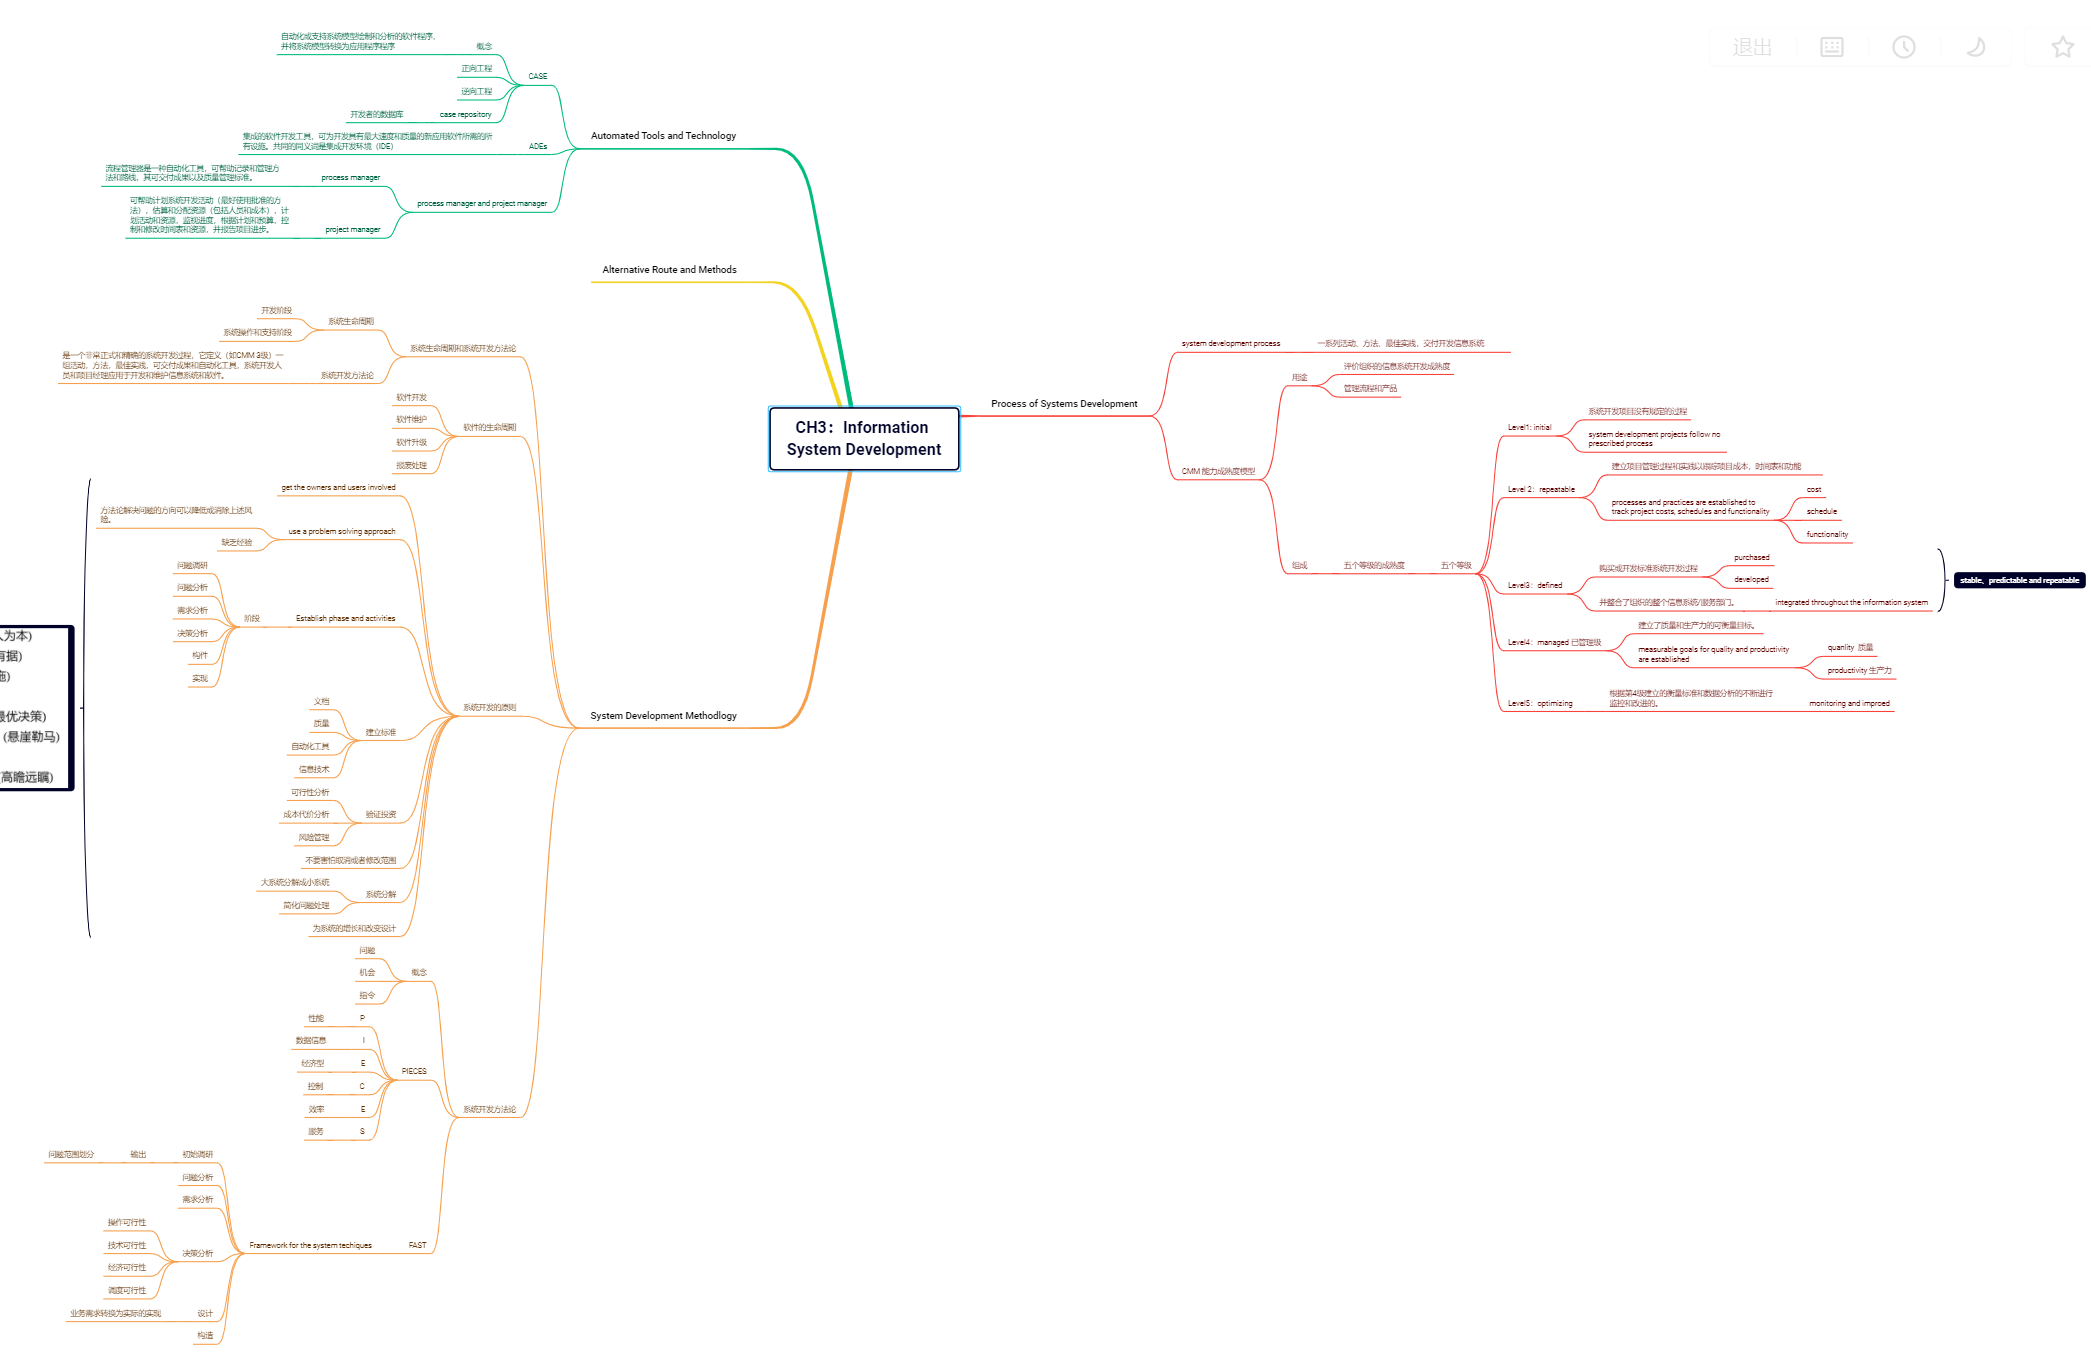 退出
CH3：Information
System Development
Automated Tools and Technology
CASE
概念
自动化或支持系统模型绘制和分析的软件程序，
并将系统模型转换为应用程序程序
正向工程
逆向工程
case repository
开发者的数据库
ADEs
集成的软件开发工具，可为开发具有最大速度和质量的新应用软件所需的所
有设施。共同的同义词是集成开发环境（IDE）
process manager and project manager
process manager
流程管理器是一种自动化工具，可帮助记录和管理方
法和路线，其可交付成果以及质量管理标准。
project manager
可帮助计划系统开发活动（最好使用批准的方
法），估算和分配资源（包括人员和成本），计
划活动和资源，监视进度，根据计划和预算，控
制和修改时间表和资源，并报告项目进步。
Alternative Route and Methods
System Development Methodlogy
系统生命周期和系统开发方法论
系统生命周期
开发阶段
系统操作和支持阶段
系统开发方法论
是一个非常正式和精确的系统开发过程，它定义（如CMM 3级）一
组活动，方法，最佳实践，可交付成果和自动化工具，系统开发人
员和项目经理应用于开发和维护信息系统和软件。
软件的生命周期
软件开发
软件维护
软件升级
报废处理
系统开发的原则
get the owners and users involved
use a problem solving approach
方法论解决问题的方向可以降低或消除上述风
险。
缺乏经验
Establish phase and activities
阶段
问题调研
问题分析
需求分析
决策分析
构件
实现
建立标准
文档
质量
自动化工具
信息技术
验证投资
可行性分析
成本代价分析
风险管理
不要害怕取消或者修改范围
系统分解
大系统分解成小系统
简化问题处理
为系统的增长和改变设计
人为本)
有据)
施)
最优决策)
(悬崖勒马)
高瞻远瞩)
系统开发方法论
概念
问题
机会
指令
PIECES
P
性能
I
数据信息
E
经济型
C
控制
E
效率
S
服务
FAST
Framework for the system techiques
初始调研
输出
问题范围划分
问题分析
需求分析
决策分析
操作可行性
技术可行性
经济可行性
调度可行性
设计
业务需求转换为实际的实现
构造
Process of Systems Development
system development process
一系列活动、方法，最佳实践，交付开发信息系统
CMM 能力成熟度模型
用途
评价组织的信息系统开发成熟度
管理流程和产品
组成
五个等级的成熟度
五个等级
Level1: initial
系统开发项目没有规定的过程
system development projects follow no
prescribed process
Level 2：repeatable
建立项目管理过程和实践以跟踪项目成本，时间表和功能
processes and practices are established to
track project costs, schedules and functionality
cost
schedule
functionality
Level3：defined
购买或开发标准系统开发过程
purchased
developed
并整合了组织的整个信息系统/服务部门。
integrated throughout the information system
stable、predictable and repeatable
Level4：managed 已管理级
建立了质量和生产力的可衡量目标。
measurable goals for quality and productivity
are established
quanlity 质量
productivity 生产力
Level5：optimizing
根据第4级建立的衡量标准和数据分析的不断进行
监控和改进的。
monitoring and improed